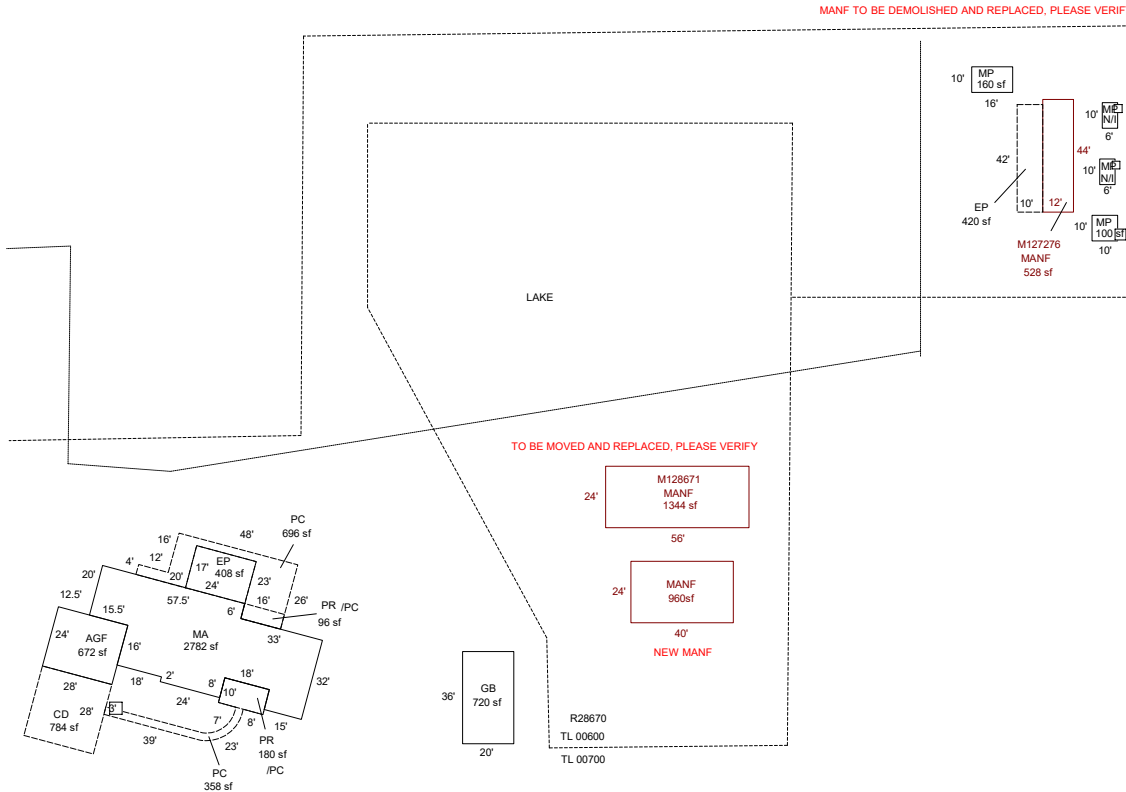 MANF TO BE DEMOLISHED AND REPLACED, PLEASE VERIF
10'
MP
160 sf
16'
10'
MP
N/I
6'
42'
44'
10'
MP
N/I
6'
10'
12'
EP
420 sf
10'
MP
100 sf
10'
M127276
MANF
528 sf
LAKE
TO BE MOVED AND REPLACED, PLEASE VERIFY
24'
M128671
MANF
1344 sf
56'
24'
MANF
960sf
40'
NEW MANF
PC
696 sf
16'
48'
4'
12'
17'
EP
408 sf
20'
20'
24'
23'
57.5'
16'
26'
12.5'
15.5'
6'
PR /PC
96 sf
24'
AGF
672 sf
16'
MA
2782 sf
33'
32'
28'
18'
2'
8'
18'
10'
24'
CD
784 sf
28'
3'
7'
8'
15'
39'
23'
PR
180 sf
/PC
PC
358 sf
36'
GB
720 sf
20'
R28670
TL 00600
TL 00700